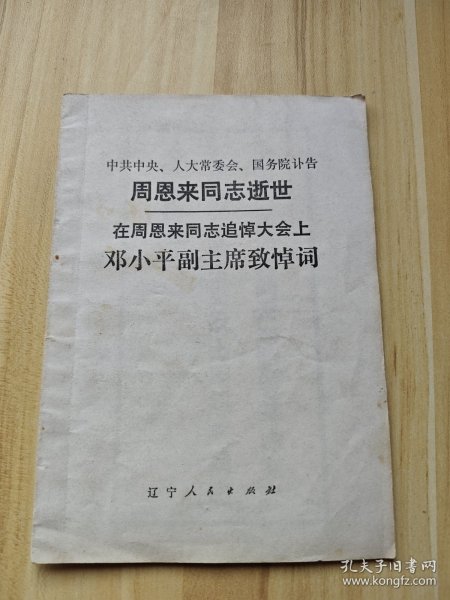 中共中央、人大常委会、国务院讣告
周恩来同志逝世
在周恩来同志追悼大会上
邓小平副主席致悼词
辽宁人民出版社
孔夫子旧书网
www.kongfz.com